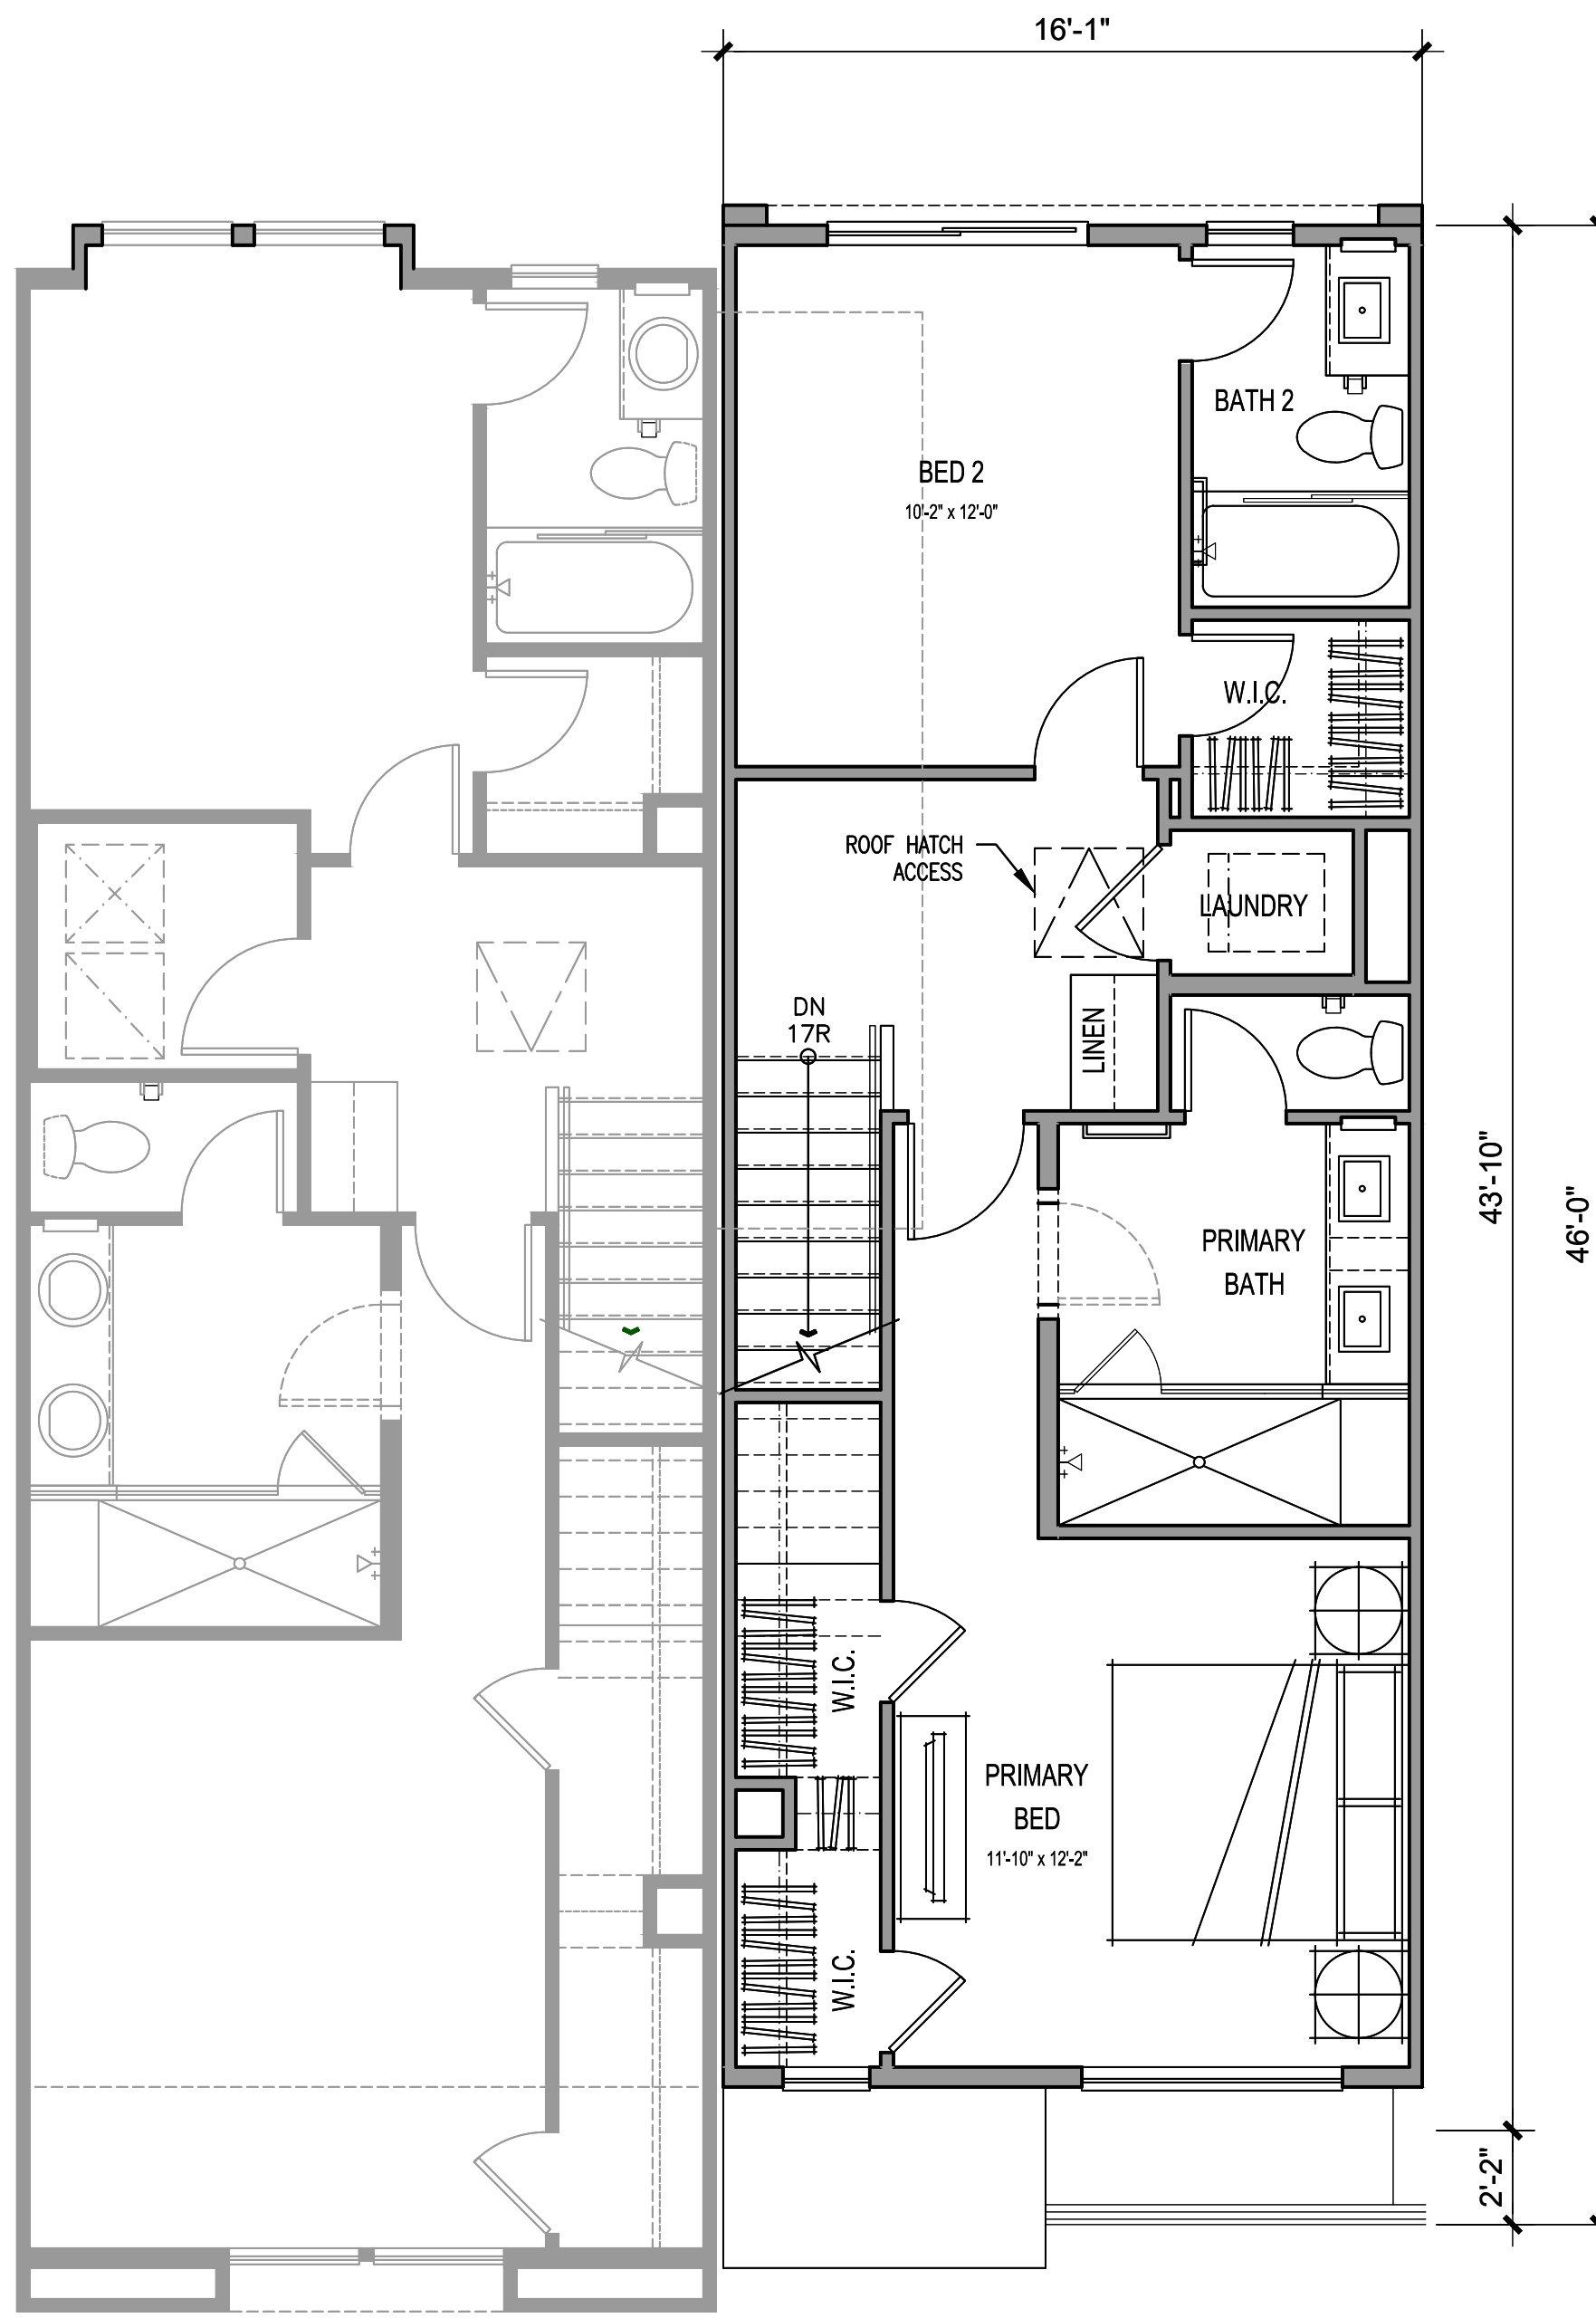 16'-1"
BATH 2
BED 2
10'-2" x 12'-0"
W.I.C.
ROOF HATCH
ACCESS
LAUNDRY
DN
17R
LINEN
43'-10"
46'-0"
PRIMARY
BATH
W.I.C.
PRIMARY
BED
11'-10" x 12'-2"
W.I.C.
2'-2"